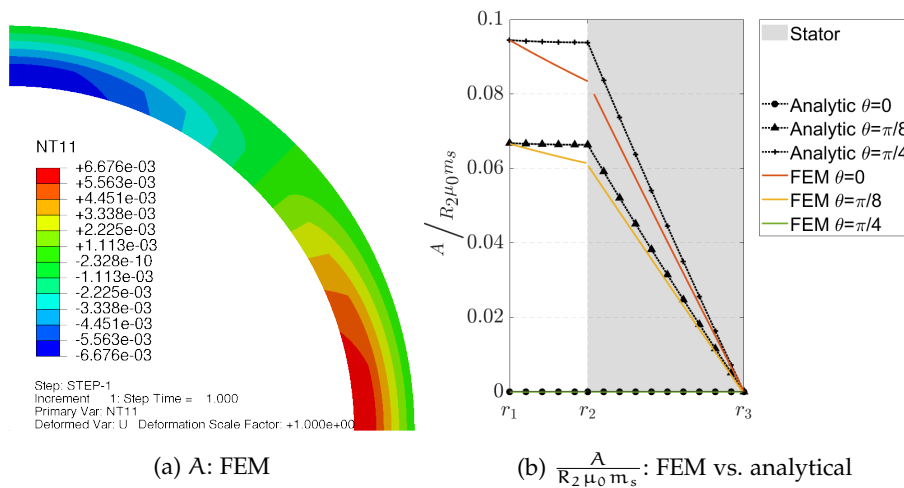 NT11
+6.676e-03
+5.563e-03
+4.451e-03
+3.338e-03
+2.225e-03
+1.113e-03
-2.328e-10
-1.113e-03
-2.225e-03
-3.338e-03
-4.451e-03
-5.563e-03
-6.676e-03
Step: STEP-1
Increment 1: Step Time = 1.000
Primary Var: NT11
Deformed Var: U Deformation Scale Factor: +1.000e+00
(a) A: FEM
0.1
0.08
0.06
0.04
0.02
0
A / R₂μ₀mₛ
r₁ r₂ r₃
Stator
Analytic θ=0
Analytic θ=π/8
Analytic θ=π/4
FEM θ=0
FEM θ=π/8
FEM θ=π/4
(b) A / R₂ μ₀ mₛ: FEM vs. analytical